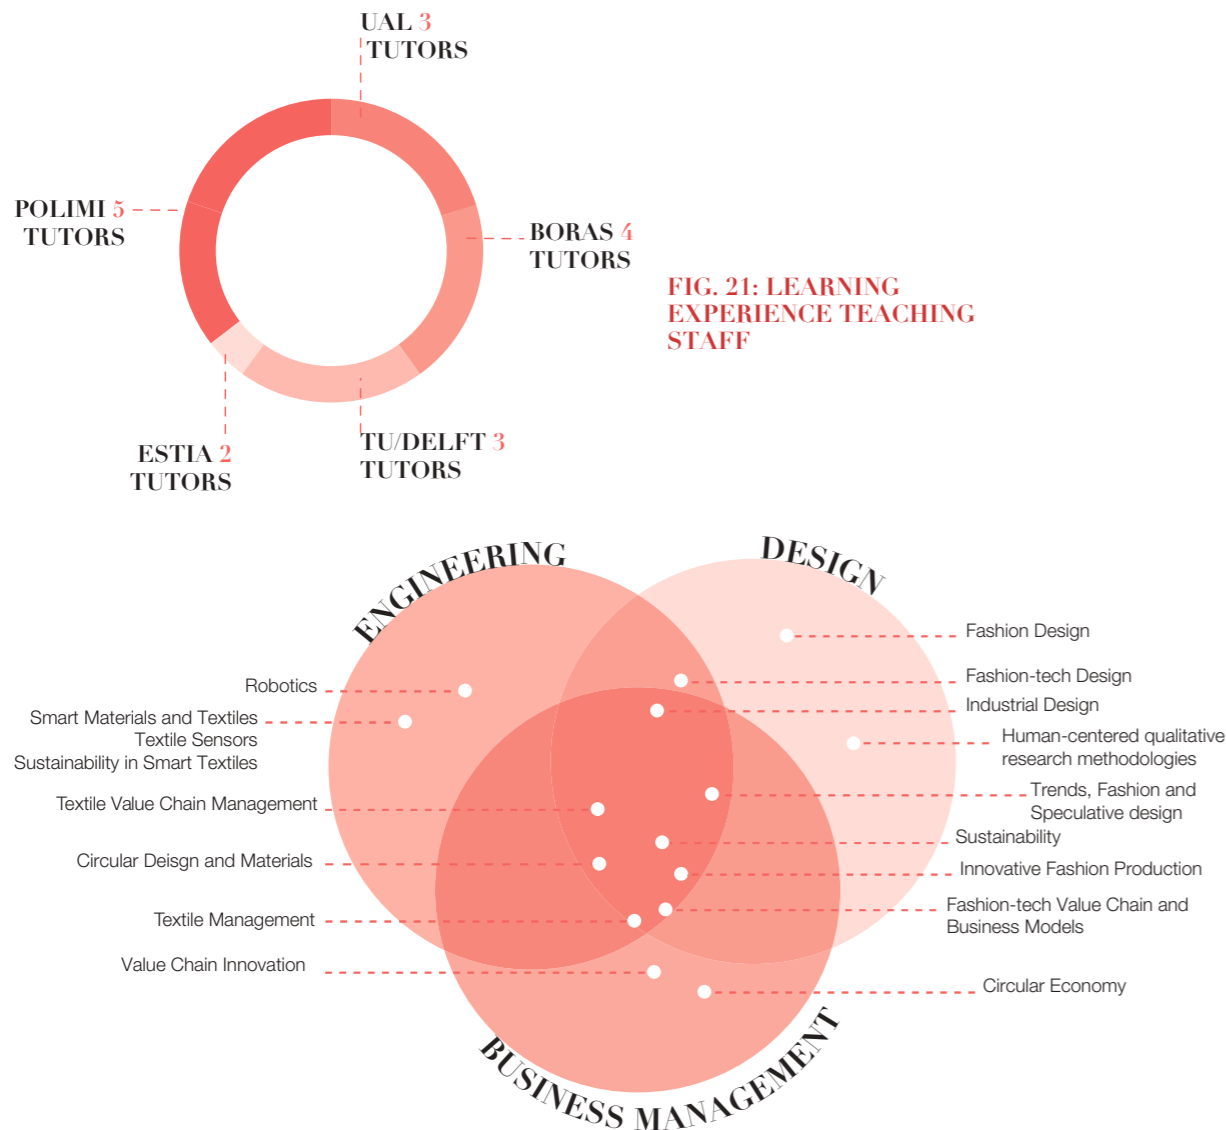 UAL 3
TUTORS
POLIMI 5
TUTORS
BORAS 4
TUTORS
FIG. 21: LEARNING
EXPERIENCE TEACHING
STAFF
ESTIA 2
TUTORS
TU/DELFT 3
TUTORS
ENGINEERING
DESIGN
Robotics
Smart Materials and Textiles
Textile Sensors
Sustainability in Smart Textiles
Textile Value Chain Management
Circular Deisgn and Materials
Textile Management
Value Chain Innovation
Fashion Design
Fashion-tech Design
Industrial Design
Human-centered qualitative
research methodologies
Trends, Fashion and
Speculative design
Sustainability
Innovative Fashion Production
Fashion-tech Value Chain and
Business Models
Circular Economy
BUSINESS MANAGEMENT